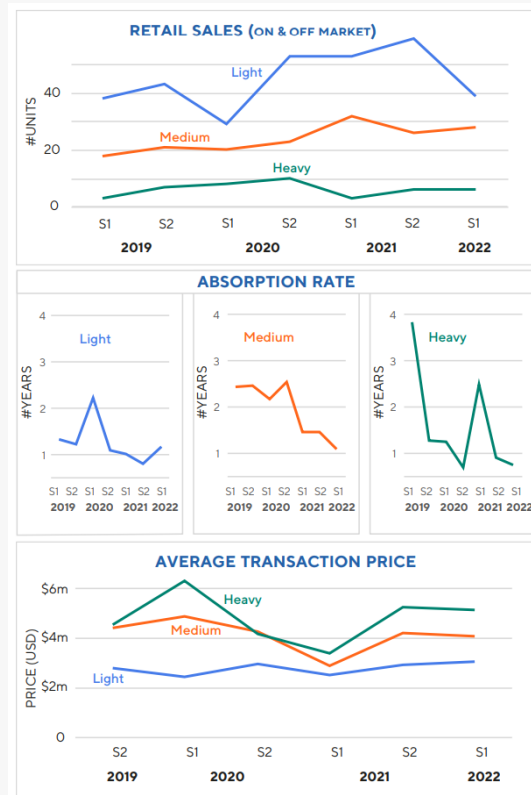 RETAIL SALES (ON & OFF MARKET)
#UNITS
40
20
0
Light
Medium
Heavy
S1 S2 S1 S2 S1 S2 S1
2019 2020 2021 2022
ABSORPTION RATE
#YEARS
4
3
2
1
Light
S1 S2 S1 S2 S1 S2 S1
2019 2020 2021 2022
#YEARS
4
3
2
1
Medium
S1 S2 S1 S2 S1 S2 S1
2019 2020 2021 2022
#YEARS
4
3
2
1
Heavy
S1 S2 S1 S2 S1 S2 S1
2019 2020 2021 2022
AVERAGE TRANSACTION PRICE
PRICE (USD)
$6m
$4m
$2m
0
Heavy
Medium
Light
S2 S1 S2 S1 S2 S1
2019 2020 2021 2022